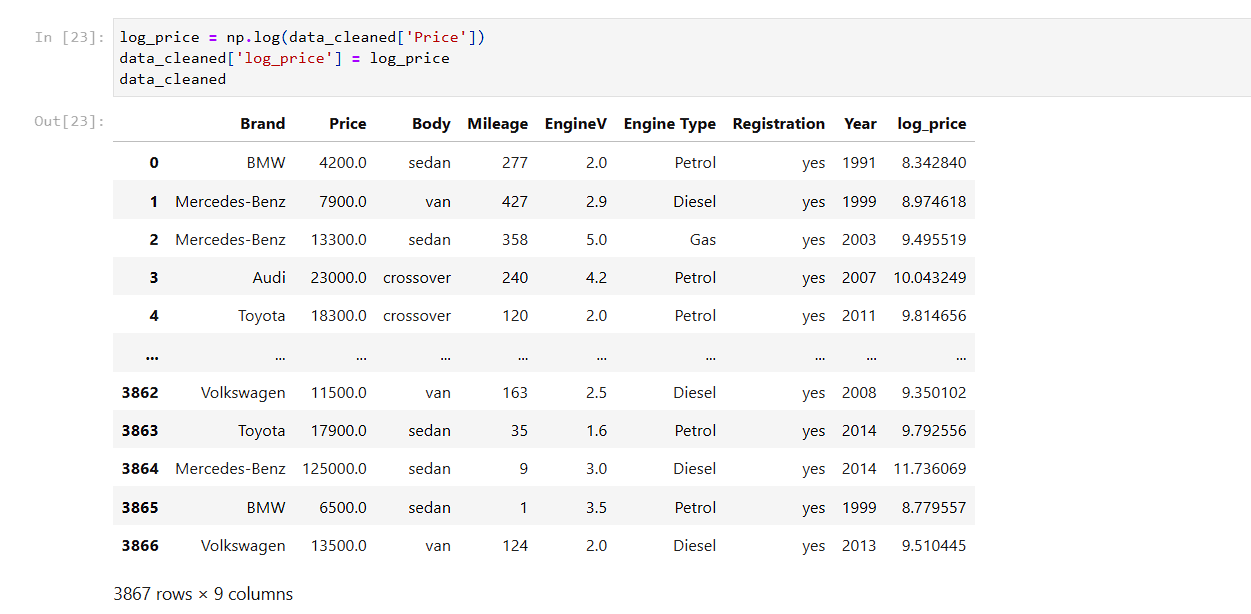 In [23]: log_price = np.log(data_cleaned['Price'])
data_cleaned['log_price'] = log_price
data_cleaned
Out[23]:
Brand Price Body Mileage EngineV Engine Type Registration Year log_price
0 BMW 4200.0 sedan 277 2.0 Petrol yes 1991 8.342840
1 Mercedes-Benz 7900.0 van 427 2.9 Diesel yes 1999 8.974618
2 Mercedes-Benz 13300.0 sedan 358 5.0 Gas yes 2003 9.495519
3 Audi 23000.0 crossover 240 4.2 Petrol yes 2007 10.043249
4 Toyota 18300.0 crossover 120 2.0 Petrol yes 2011 9.814656
... ... ... ... ... ... ... ... ... ...
3862 Volkswagen 11500.0 van 163 2.5 Diesel yes 2008 9.350102
3863 Toyota 17900.0 sedan 35 1.6 Petrol yes 2014 9.792556
3864 Mercedes-Benz 125000.0 sedan 9 3.0 Diesel yes 2014 11.736069
3865 BMW 6500.0 sedan 1 3.5 Petrol yes 1999 8.779557
3866 Volkswagen 13500.0 van 124 2.0 Diesel yes 2013 9.510445
3867 rows × 9 columns